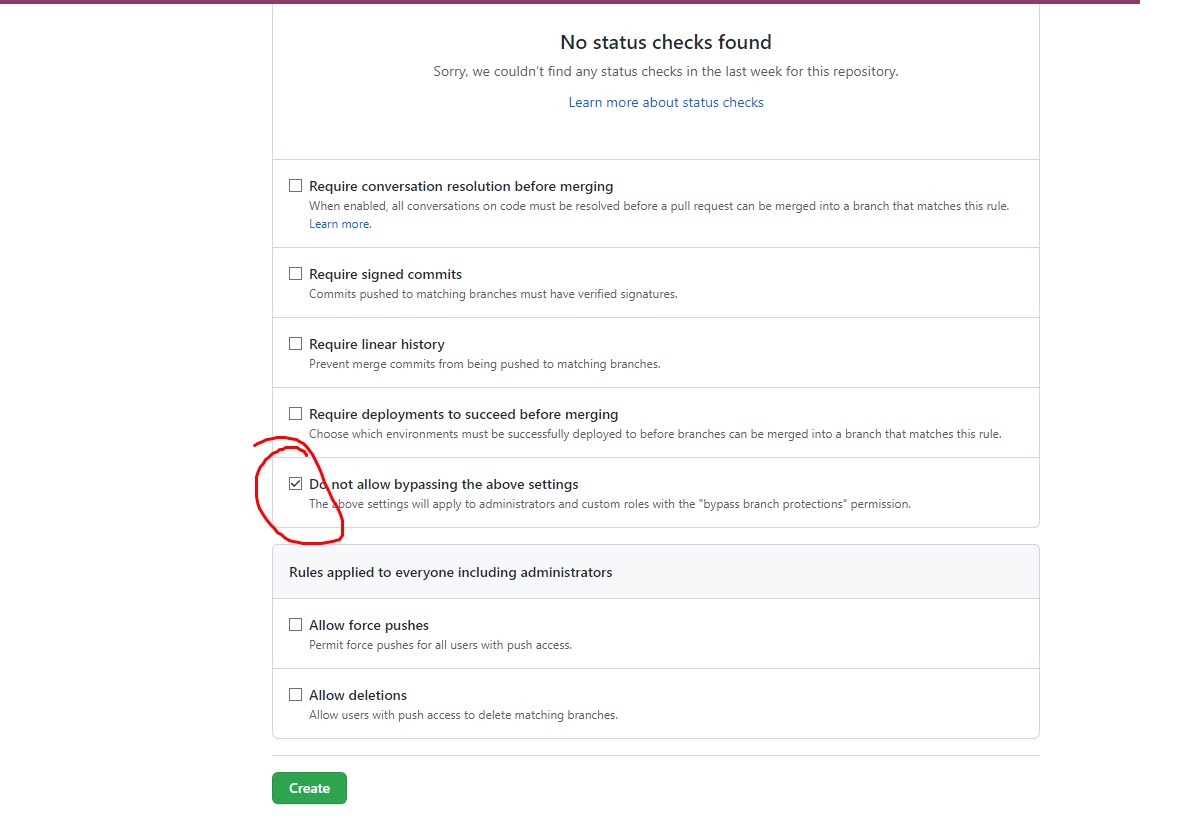 No status checks found
Sorry, we couldn't find any status checks in the last week for this repository.
Learn more about status checks
Require conversation resolution before merging
When enabled, all conversations on code must be resolved before a pull request can be merged into a branch that matches this rule.
Learn more.
Require signed commits
Commits pushed to matching branches must have verified signatures.
Require linear history
Prevent merge commits from being pushed to matching branches.
Require deployments to succeed before merging
Choose which environments must be successfully deployed to before branches can be merged into a branch that matches this rule.
Do not allow bypassing the above settings
The above settings will apply to administrators and custom roles with the "bypass branch protections" permission.
Rules applied to everyone including administrators
Allow force pushes
Permit force pushes for all users with push access.
Allow deletions
Allow users with push access to delete matching branches.
Create